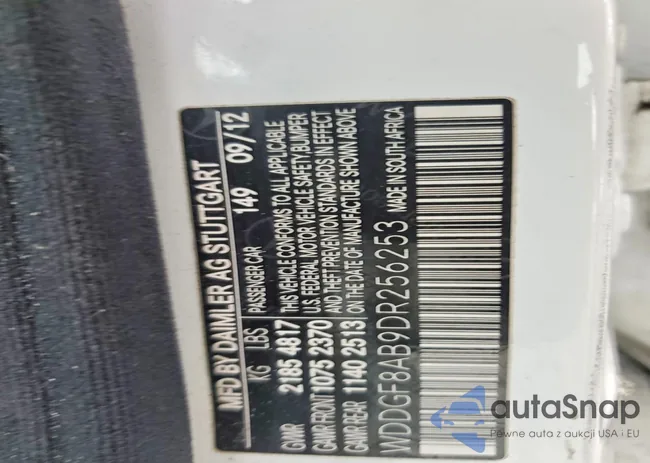 MFD BY DAIMLER AG STUTTGART
KG LBS PASSENGER CAR 149 09/12
GVWR 2185 4817 THIS VEHICLE CONFORMS TO ALL APPLICABLE
GAWR-FRONT 1075 2370 U.S. FEDERAL MOTOR VEHICLE SAFETY, BUMPER
GAWR-REAR 1140 2513 AND THEFT PREVENTION STANDARDS IN EFFECT
ON THE DATE OF MANUFACTURE SHOWN ABOVE
WDDGF8AB9DR256253 MADE IN SOUTH AFRICA
autoSnap
Pewne auta z aukcji USA i EU